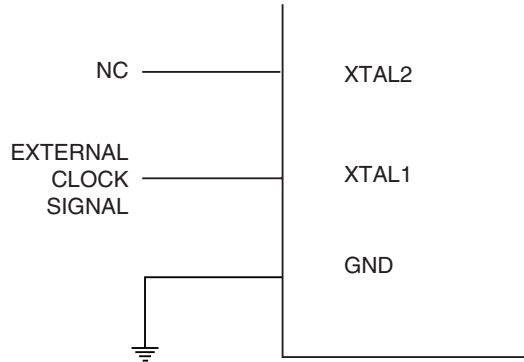 NC
XTAL2
EXTERNAL
CLOCK
SIGNAL
XTAL1
GND